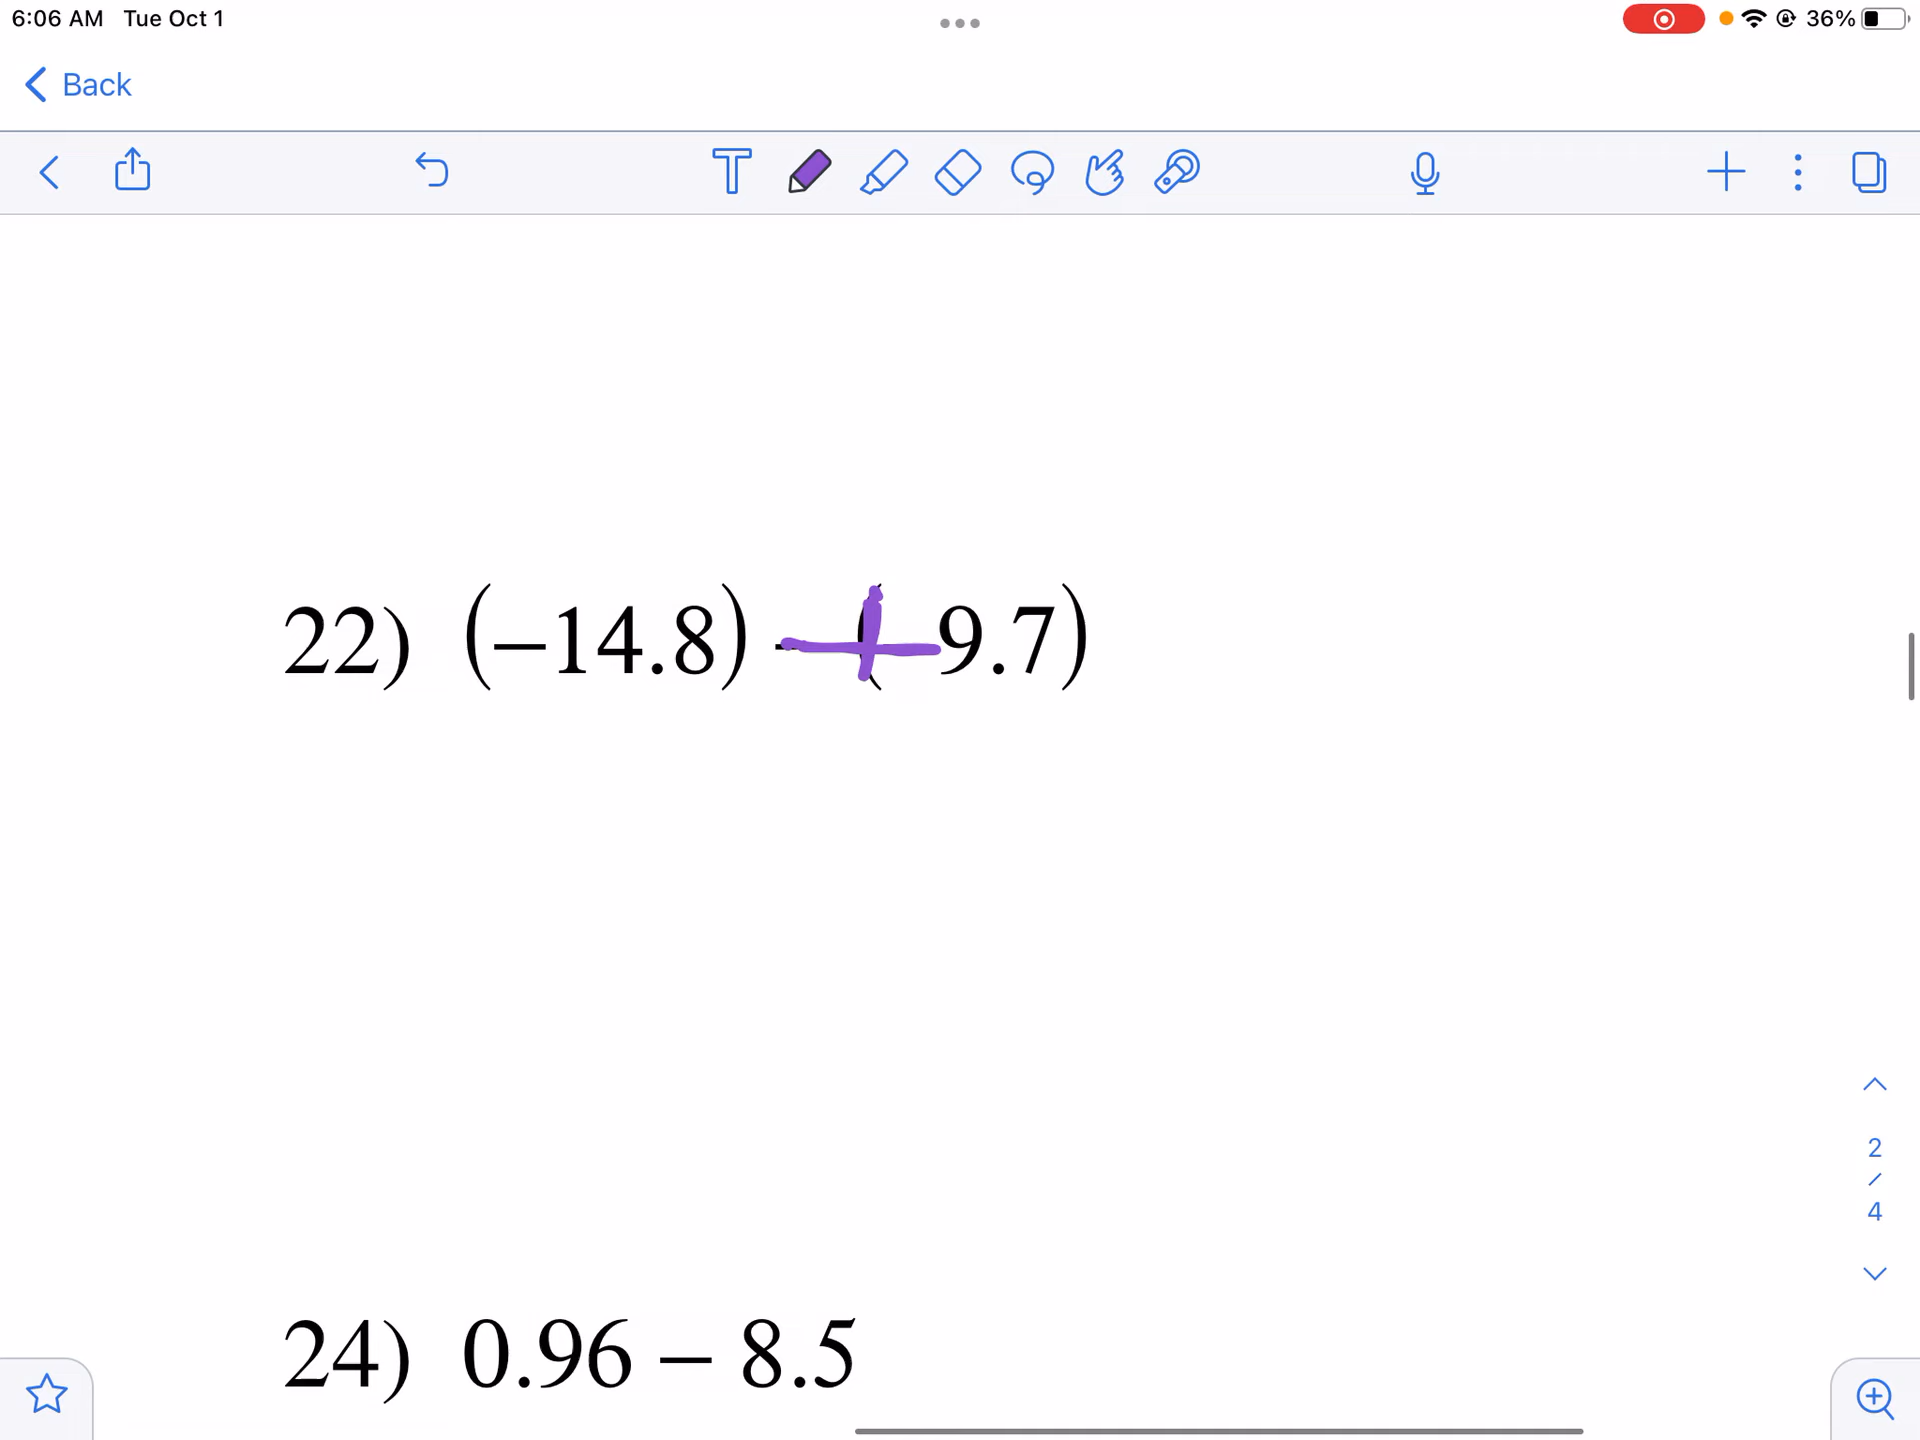 6:06 AM Tue Oct 1
36%
Back
22) (−14.8) + 9.7)
2
/
4
24) 0.96 − 8.5